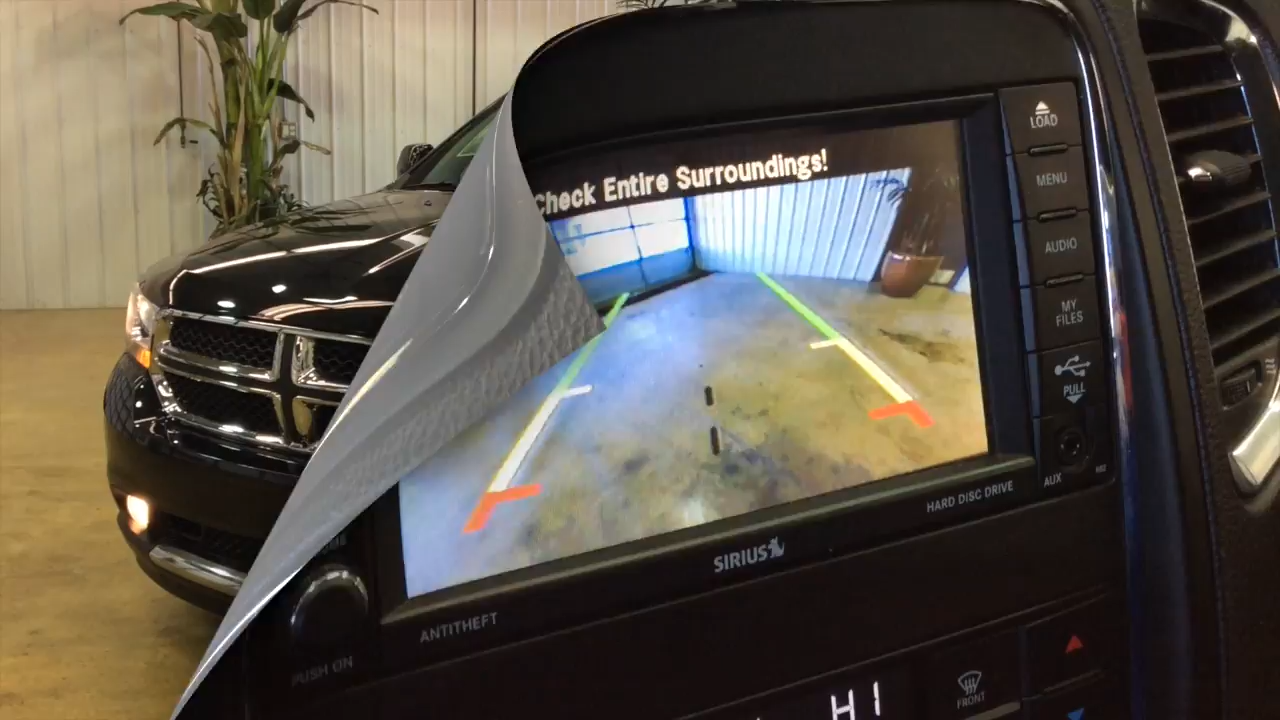 Check Entire Surroundings!
LOAD
MENU
AUDIO
MY
FILES
PULL
AUX
HARD DISC DRIVE
SIRIUS
ANTITHEFT
PUSH ON
HI
FRONT